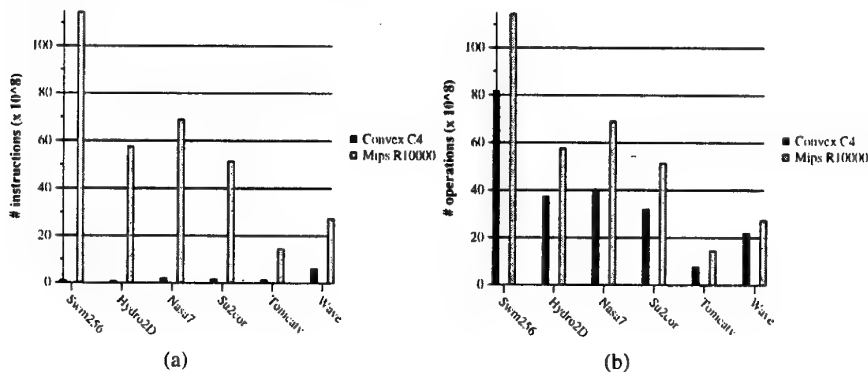 # instructions (x 10^8)
100
80
60
40
20
0
Swm256
Hydro2D
Nasa7
Su2cor
Tomcatv
Wave
Convex C4
Mips R10000
(a)
# operations (x 10^8)
100
80
60
40
20
0
Swm256
Hydro2D
Nasa7
Su2cor
Tomcatv
Wave
Convex C4
Mips R10000
(b)